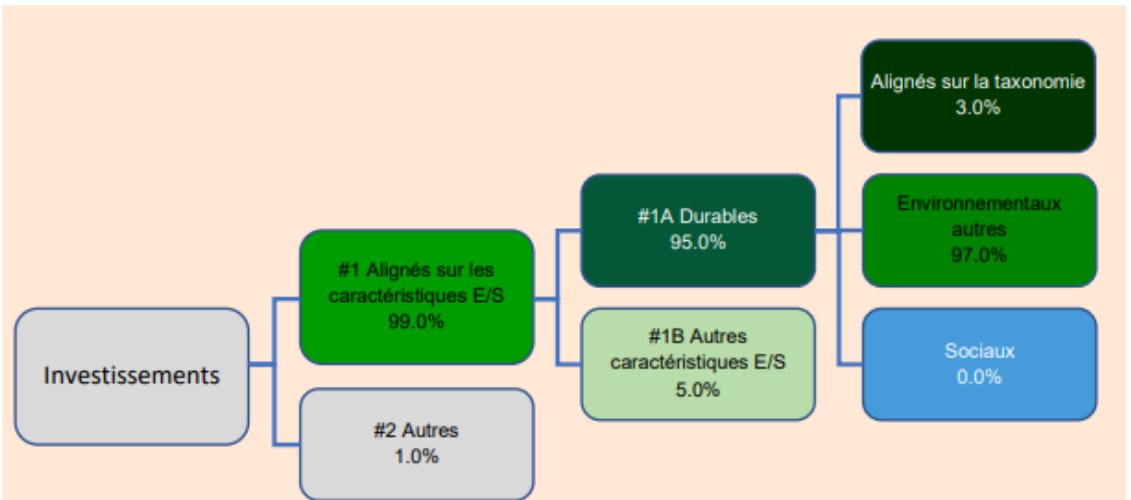 Investissements
#1 Alignés sur les
caractéristiques E/S
99.0%
#2 Autres
1.0%
#1A Durables
95.0%
#1B Autres
caractéristiques E/S
5.0%
Alignés sur la taxonomie
3.0%
Environnementaux
autres
97.0%
Sociaux
0.0%